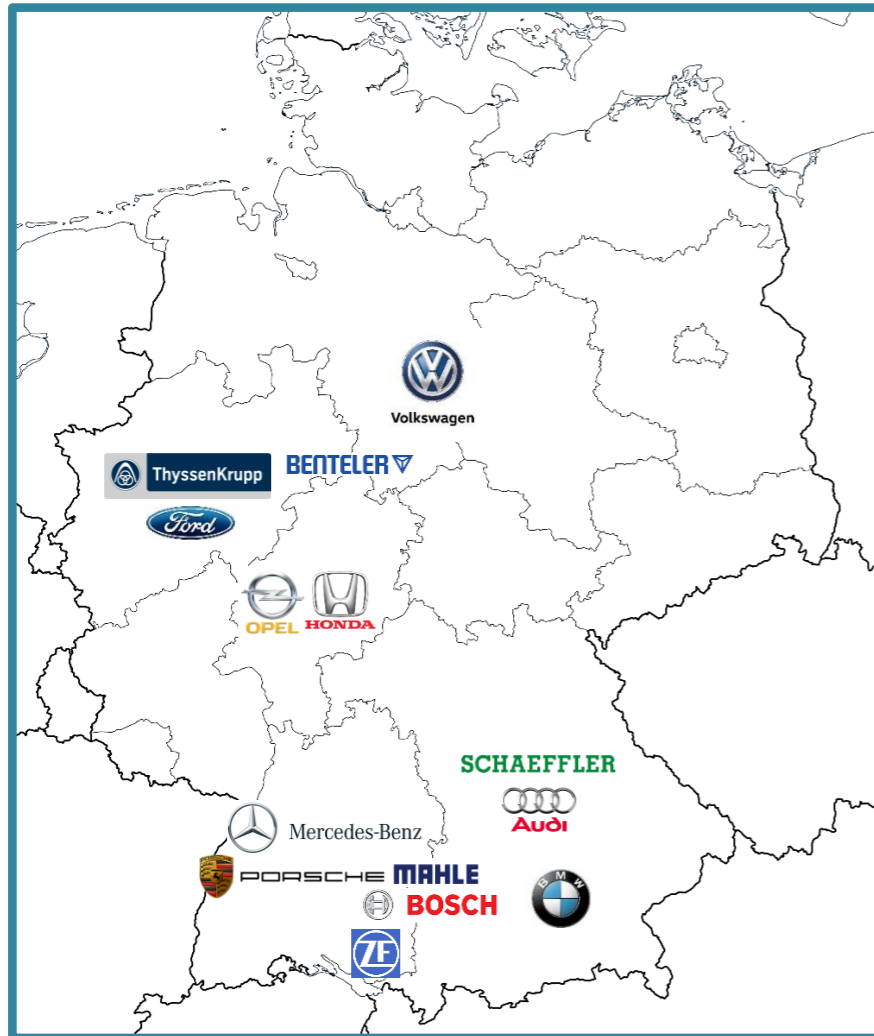 Volkswagen
ThyssenKrupp
BENTELER
Ford
OPEL
HONDA
SCHAEFFLER
Audi
Mercedes-Benz
PORSCHE
MAHLE
BOSCH
BMW
ZF